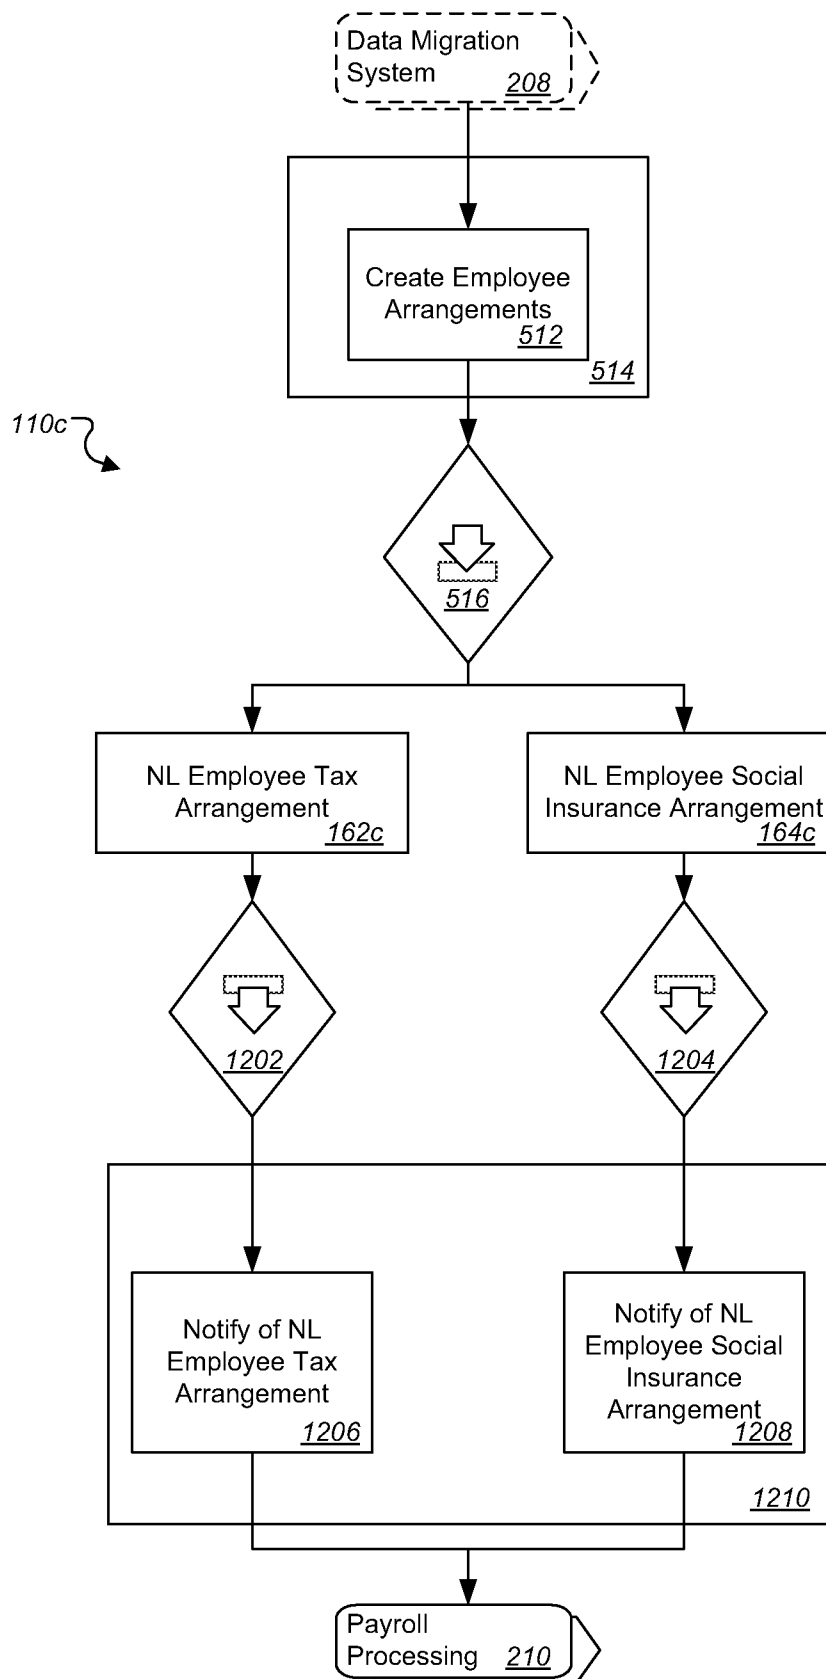 Data Migration
System
208
Create Employee
Arrangements
512
514
110c
516
NL Employee Tax
Arrangement
162c
NL Employee Social
Insurance Arrangement
164c
1202
1204
Notify of NL
Employee Tax
Arrangement
1206
Notify of NL
Employee Social
Insurance
Arrangement
1208
1210
Payroll
Processing
210